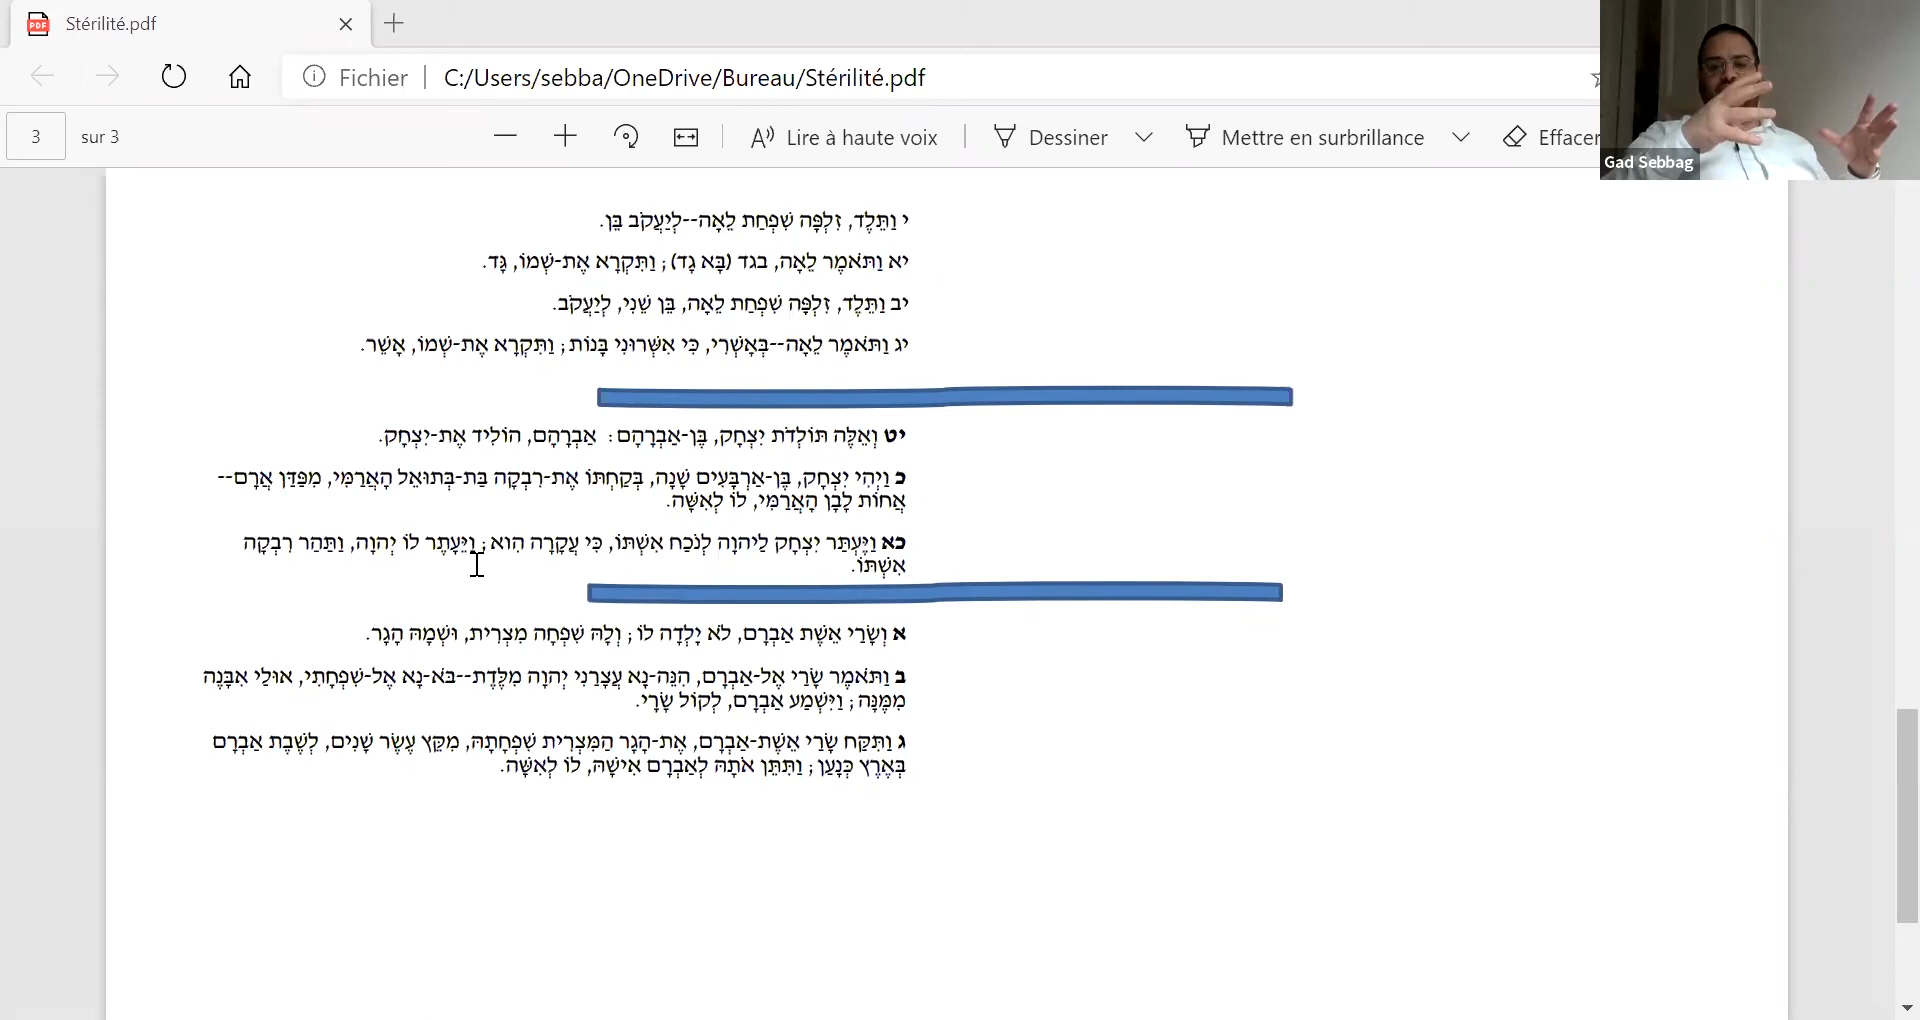 Stérilité.pdf
Fichier
C:/Users/sebba/OneDrive/Bureau/Stérilité.pdf
3 sur 3
Lire à haute voix
Dessiner
Mettre en surbrillance
Effacer
Gad Sebbag
י וַתֵּלֶד, זִלְפָּה שִׁפְחַת לֵאָה--לְיַעֲקֹב בֵּן.
יא וַתֹּאמֶר לֵאָה, בגד (בָּא גָד); וַתִּקְרָא אֶת-שְׁמוֹ, גָּד.
יב וַתֵּלֶד, זִלְפָּה שִׁפְחַת לֵאָה, בֵּן שֵׁנִי, לְיַעֲקֹב.
יג וַתֹּאמֶר לֵאָה--בְּאָשְׁרִי, כִּי אִשְּׁרוּנִי בָּנוֹת; וַתִּקְרָא אֶת-שְׁמוֹ, אָשֵׁר.
יט וְאֵלֶּה תּוֹלְדֹת יִצְחָק, בֶּן-אַבְרָהָם: אַבְרָהָם, הוֹלִיד אֶת-יִצְחָק.
כ וַיְהִי יִצְחָק, בֶּן-אַרְבָּעִים שָׁנָה, בְּקַחְתּוֹ אֶת-רִבְקָה בַּת-בְּתוּאֵל הָאֲרַמִּי, מִפַּדַּן אֲרָם--
אֲחוֹת לָבָן הָאֲרַמִּי, לוֹ לְאִשָּׁה.
כא וַיֶּעְתַּר יִצְחָק לַיהוָה לְנֹכַח אִשְׁתּוֹ, כִּי עֲקָרָה הִוא; וַיֵּעָתֶר לוֹ יְהוָה, וַתַּהַר רִבְקָה
אִשְׁתּוֹ.
א וְשָׂרַי אֵשֶׁת אַבְרָם, לֹא יָלְדָה לוֹ; וְלָהּ שִׁפְחָה מִצְרִית, וּשְׁמָהּ הָגָר.
ב וַתֹּאמֶר שָׂרַי אֶל-אַבְרָם, הִנֵּה-נָא עֲצָרַנִי יְהוָה מִלֶּדֶת--בֹּא-נָא אֶל-שִׁפְחָתִי, אוּלַי אִבָּנֶה
מִמֶּנָּה; וַיִּשְׁמַע אַבְרָם, לְקוֹל שָׂרָי.
ג וַתִּקַּח שָׂרַי אֵשֶׁת-אַבְרָם, אֶת-הָגָר הַמִּצְרִית שִׁפְחָתָהּ, מִקֵּץ עֶשֶׂר שָׁנִים, לְשֶׁבֶת אַבְרָם
בְּאֶרֶץ כְּנָעַן; וַתִּתֵּן אֹתָהּ לְאַבְרָם אִישָׁהּ, לוֹ לְאִשָּׁה.